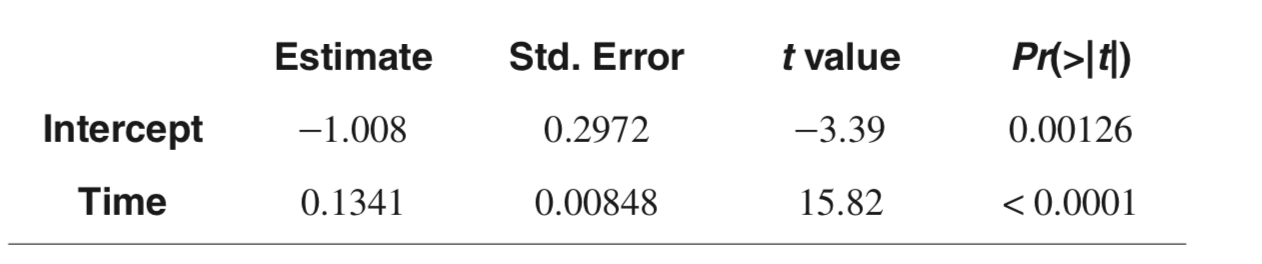 Estimate Std. Error t value Pr(>|t|)
Intercept −1.008 0.2972 −3.39 0.00126
Time 0.1341 0.00848 15.82 < 0.0001